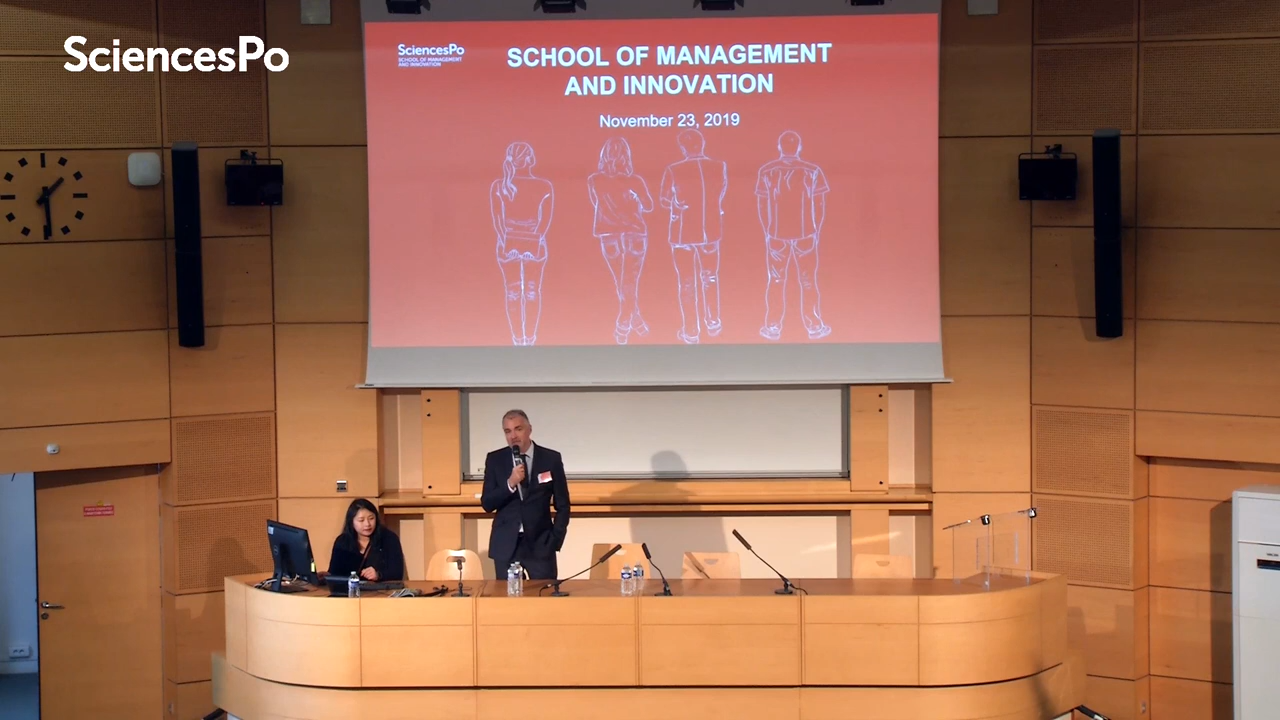 SciencesPo
SciencesPo
SCHOOL OF MANAGEMENT
AND INNOVATION
SCHOOL OF MANAGEMENT
AND INNOVATION
November 23, 2019